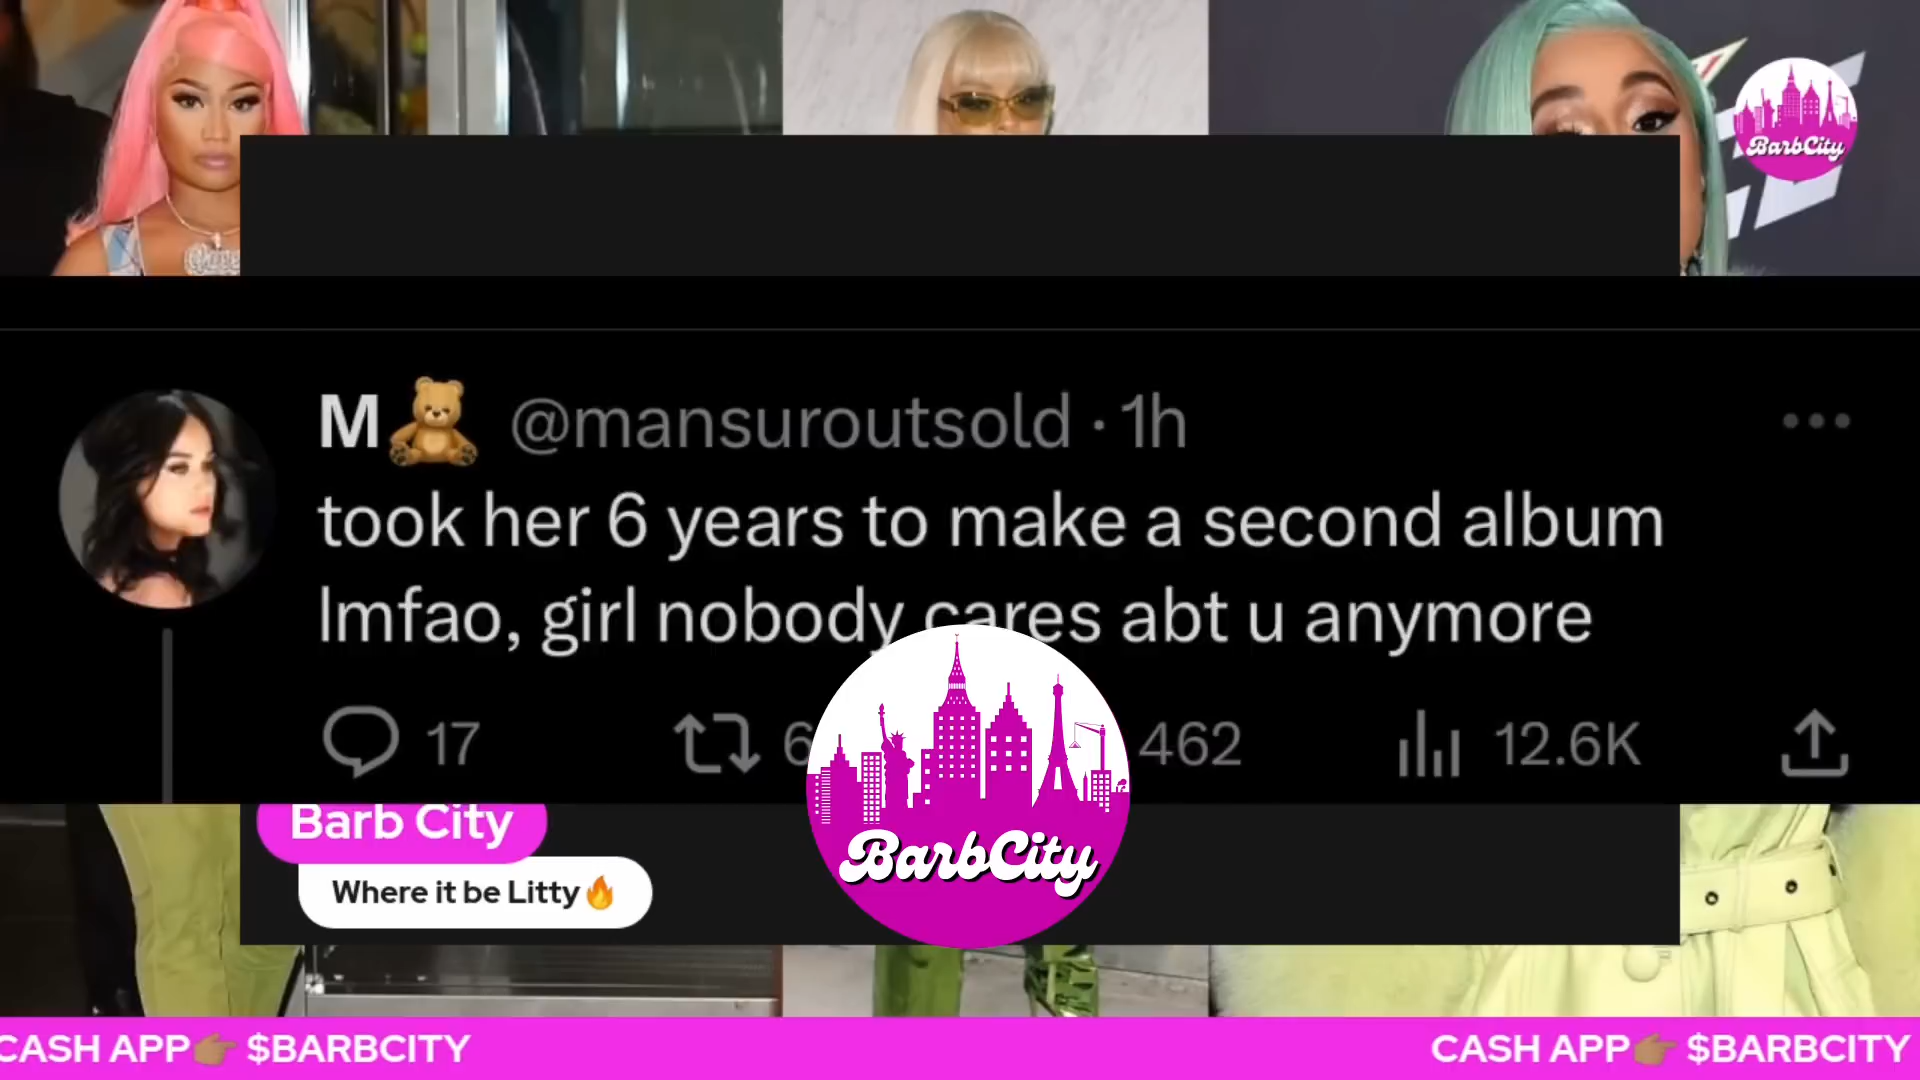 BarbCity
M🧸 @mansuroutsold · 1h
took her 6 years to make a second album
lmfao, girl nobody cares abt u anymore
17 6 462 12.6K
Barb City
Where it be Litty🔥
BarbCity
CASH APP👉🏽 $BARBCITY CASH APP👉🏽 $BARBCITY